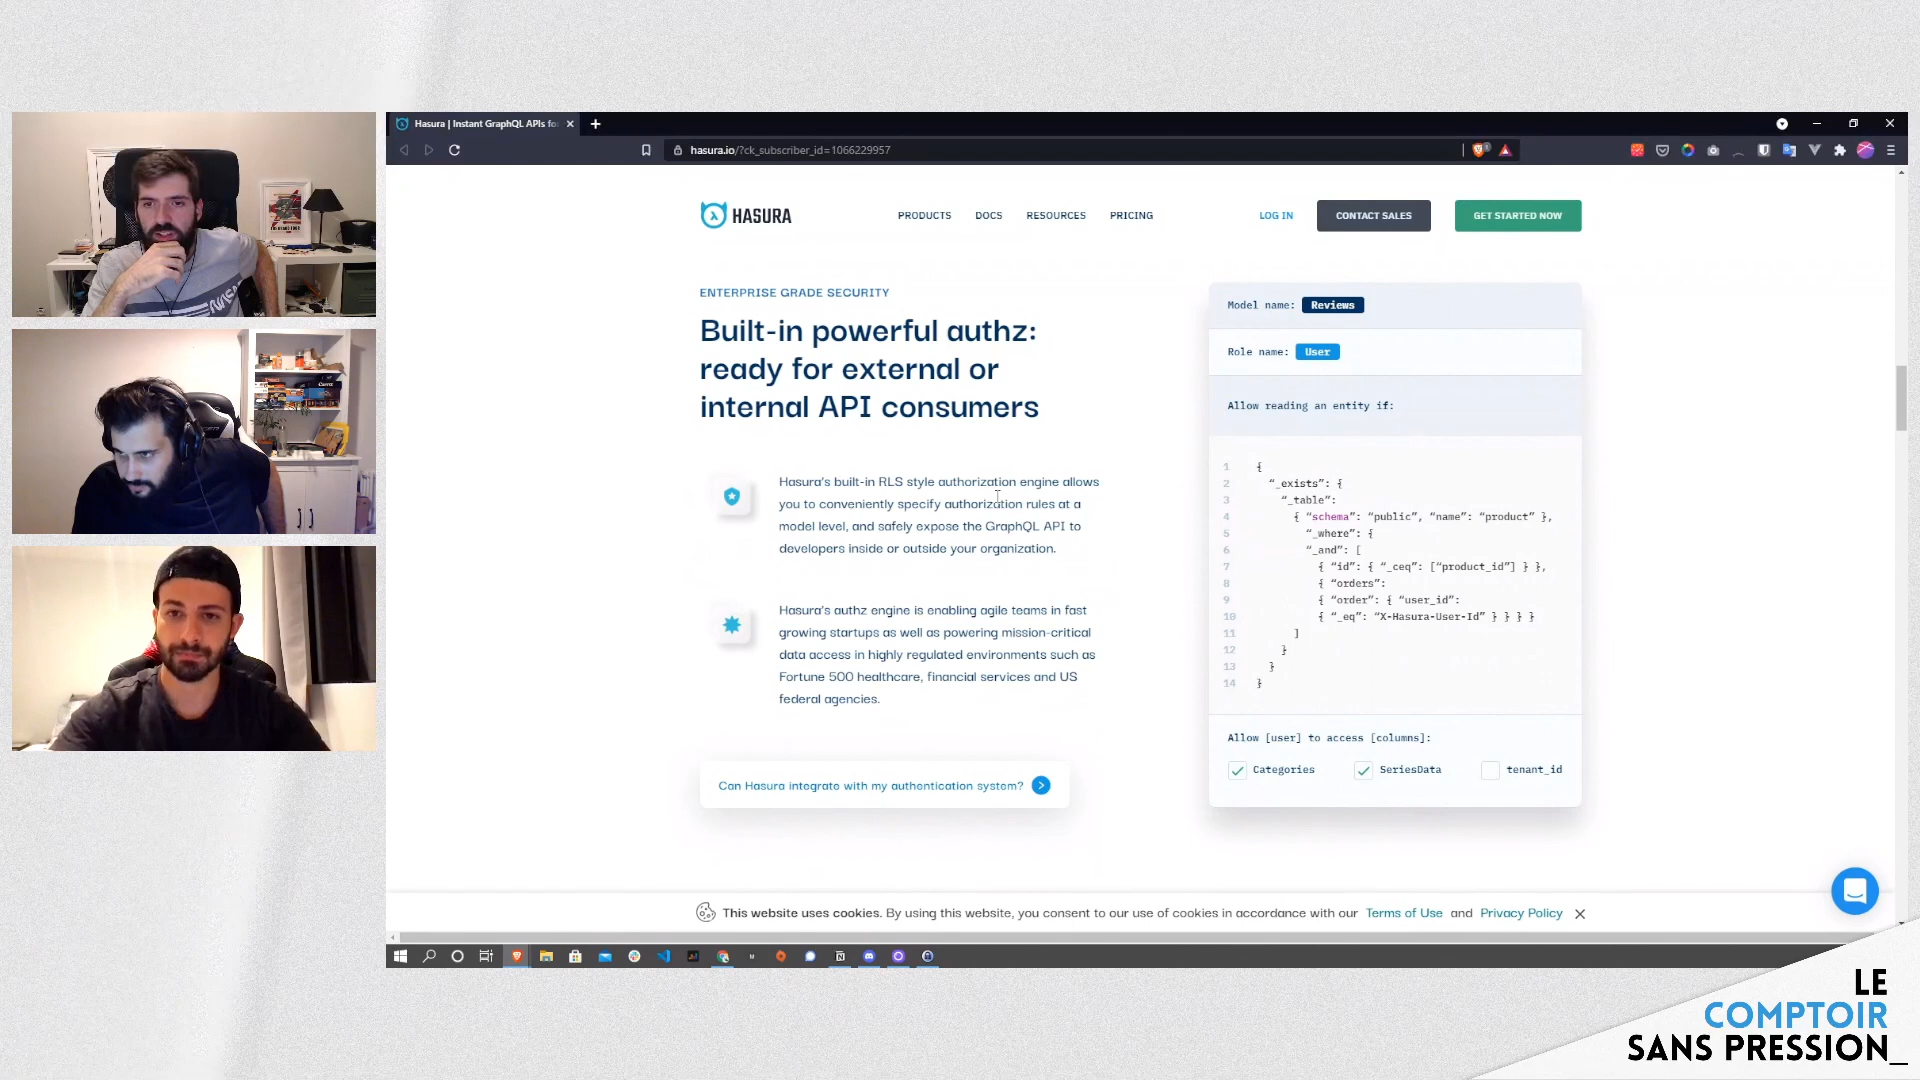 Hasura | Instant GraphQL APIs fo
hasura.io/?ck_subscriber_id=1066229957
HASURA
PRODUCTS
DOCS
RESOURCES
PRICING
LOG IN
CONTACT SALES
GET STARTED NOW
ENTERPRISE GRADE SECURITY
Built-in powerful authz:
ready for external or
internal API consumers
Hasura's built-in RLS style authorization engine allows
you to conveniently specify authorization rules at a
model level, and safely expose the GraphQL API to
developers inside or outside your organization.
Hasura's authz engine is enabling agile teams in fast
growing startups as well as powering mission-critical
data access in highly regulated environments such as
Fortune 500 healthcare, financial services and US
federal agencies.
Can Hasura integrate with my authentication system?
Model name: Reviews
Role name: User
Allow reading an entity if:
1 {
2 “_exists”: {
3 “_table”:
4 { “schema”: “public”, “name”: “product” },
5 “_where”: {
6 “_and”: [
7 { “id”: { “_ceq”: [“product_id”] } },
8 { “orders”:
9 { “order”: { “user_id”:
10 { “_eq”: “X-Hasura-User-Id” } } } }
11 ]
12 }
13 }
14 }
Allow [user] to access [columns]:
Categories
SeriesData
tenant_id
This website uses cookies. By using this website, you consent to our use of cookies in accordance with our Terms of Use and Privacy Policy
LE
COMPTOIR
SANS PRESSION_